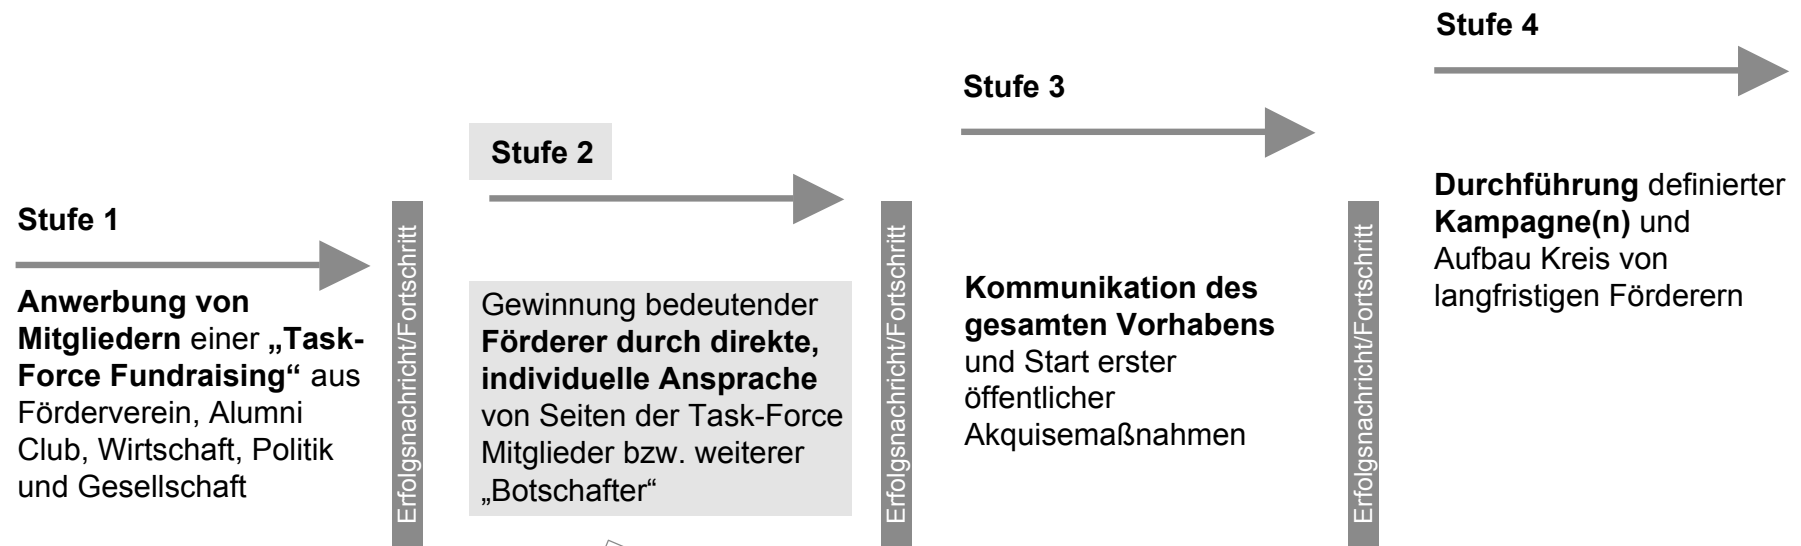 Stufe 1
Anwerbung von
Mitgliedern einer „Task-
Force Fundraising“ aus
Förderverein, Alumni
Club, Wirtschaft, Politik
und Gesellschaft
Erfolgsnachricht/Fortschritt
Stufe 2
Gewinnung bedeutender
Förderer durch direkte,
individuelle Ansprache
von Seiten der Task-Force
Mitglieder bzw. weiterer
„Botschafter“
Erfolgsnachricht/Fortschritt
Stufe 3
Kommunikation des
gesamten Vorhabens
und Start erster
öffentlicher
Akquisemaßnahmen
Erfolgsnachricht/Fortschritt
Stufe 4
Durchführung definierter
Kampagne(n) und
Aufbau Kreis von
langfristigen Förderern